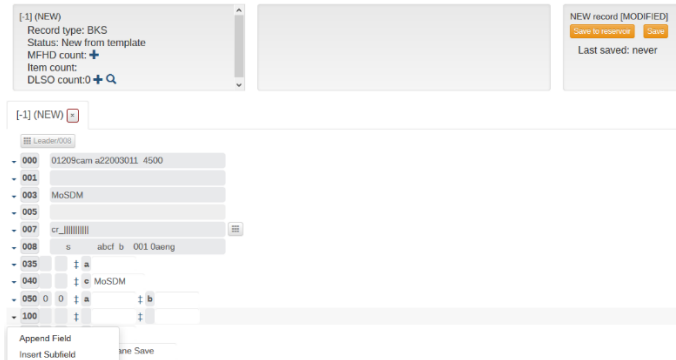 [-1] (NEW)
Record type: BKS
Status: New from template
MFHD count:
Item count:
DLSO count:0
NEW record [MODIFIED]
Save to reservoir Save
Last saved: never
[-1] (NEW) x
Leader/008
000 01209cam a22003011 4500
001
003 MoSDM
005
007 cr_|||||||||||
008 s abcf b 001 0aeng
035 ‡ a
040 ‡ c MoSDM
050 0 0 ‡ a ‡ b
100 ‡ ‡
Append Field
Insert Subfield
ane Save